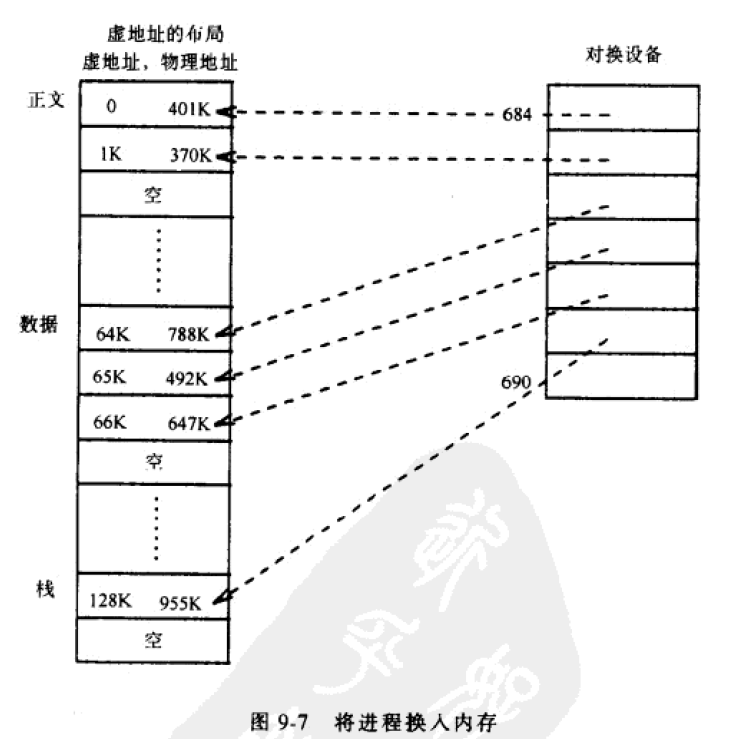 虚地址的布局
虚地址，物理地址
对换设备
正文
0 401K
684
1K 370K
空
数据
64K 788K
65K 492K
690
66K 647K
空
栈
128K 955K
空
图 9-7 将进程换入内存